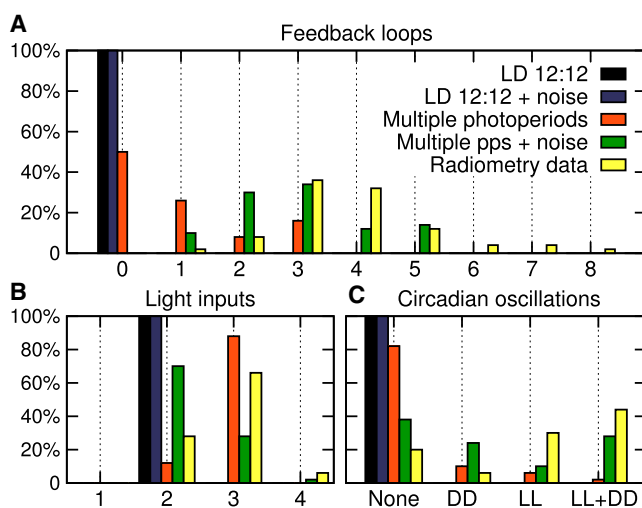 A
Feedback loops
100%
80%
60%
40%
20%
0
LD 12:12
LD 12:12 + noise
Multiple photoperiods
Multiple pps + noise
Radiometry data
0 1 2 3 4 5 6 7 8
B
Light inputs
100%
80%
60%
40%
20%
0
1 2 3 4
C
Circadian oscillations
None DD LL LL+DD